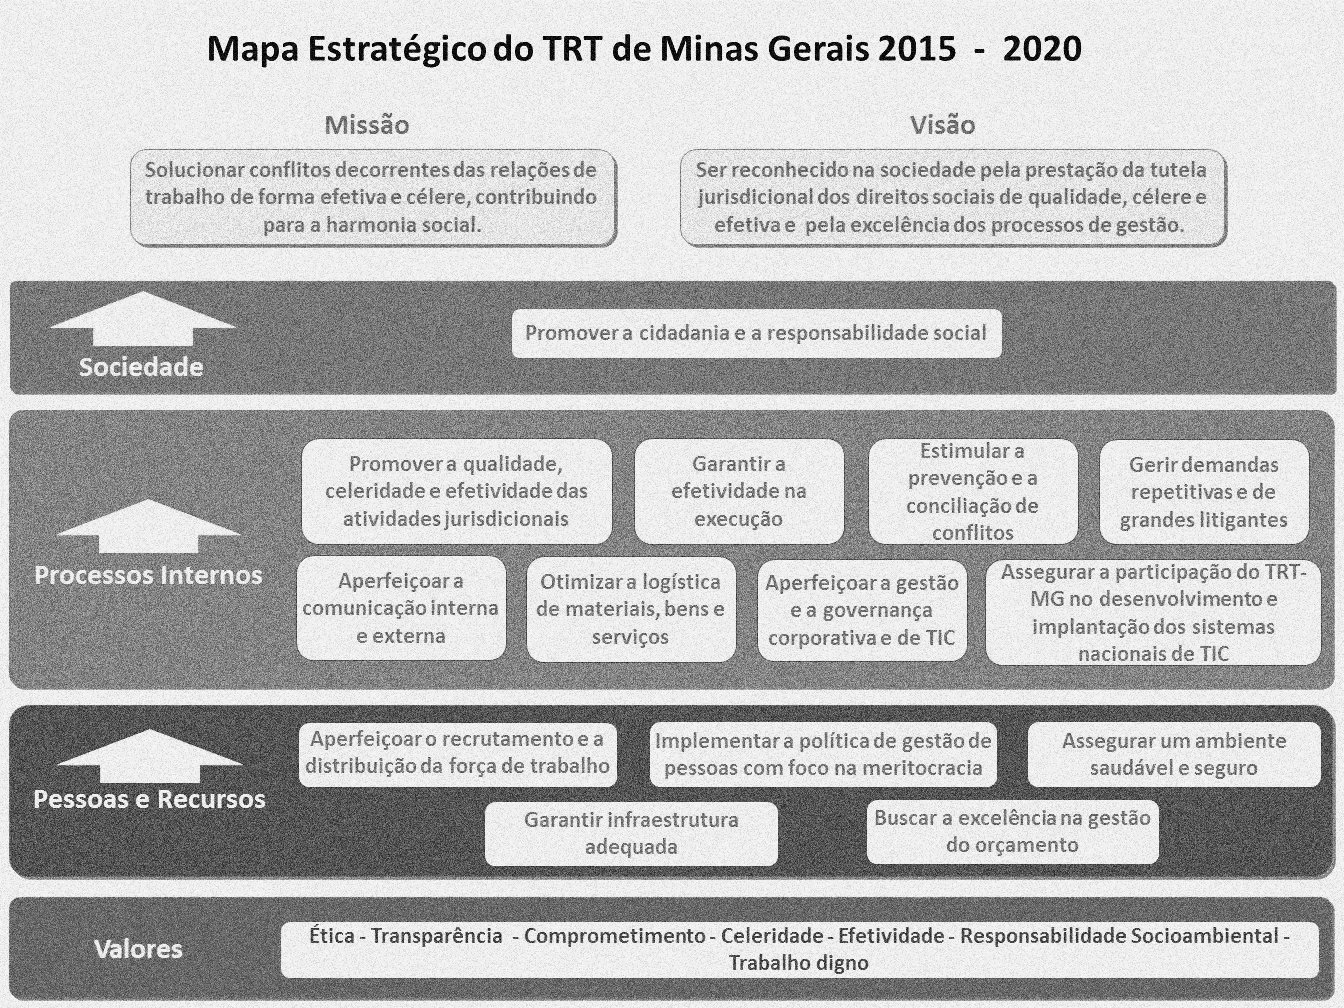 Mapa Estratégico do TRT de Minas Gerais 2015 - 2020
Missão
Solucionar conflitos decorrentes das relações de
trabalho de forma efetiva e célere, contribuindo
para a harmonia social.
Visão
Ser reconhecido na sociedade pela prestação da tutela
jurisdicional dos direitos sociais de qualidade, célere e
efetiva e pela excelência dos processos de gestão.
Sociedade
Promover a cidadania e a responsabilidade social
Processos Internos
Promover a qualidade,
celeridade e efetividade das
atividades jurisdicionais
Garantir a
efetividade na
execução
Estimular a
prevenção e a
conciliação de
conflitos
Gerir demandas
repetitivas e de
grandes litigantes
Aperfeiçoar a
comunicação interna
e externa
Otimizar a logística
de materiais, bens e
serviços
Aperfeiçoar a gestão
e a governança
corporativa e de TIC
Assegurar a participação do TRT-
MG no desenvolvimento e
implantação dos sistemas
nacionais de TIC
Pessoas e Recursos
Aperfeiçoar o recrutamento e a
distribuição da força de trabalho
Implementar a política de gestão de
pessoas com foco na meritocracia
Assegurar um ambiente
saudável e seguro
Garantir infraestrutura
adequada
Buscar a excelência na gestão
do orçamento
Valores
Ética - Transparência - Comprometimento - Celeridade - Efetividade - Responsabilidade Socioambiental -
Trabalho digno